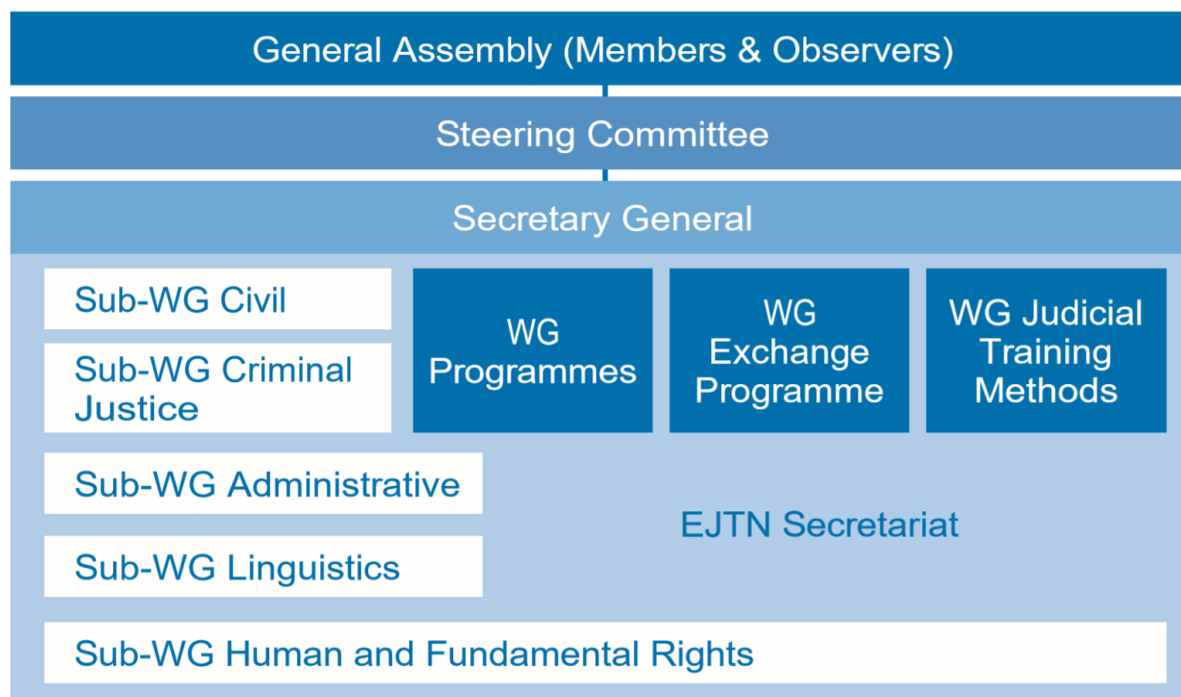 General Assembly (Members & Observers)
Steering Committee
Secretary General
Sub-WG Civil
Sub-WG Criminal
Justice
WG
Programmes
WG
Exchange
Programme
WG Judicial
Training
Methods
Sub-WG Administrative
EJTN Secretariat
Sub-WG Linguistics
Sub-WG Human and Fundamental Rights